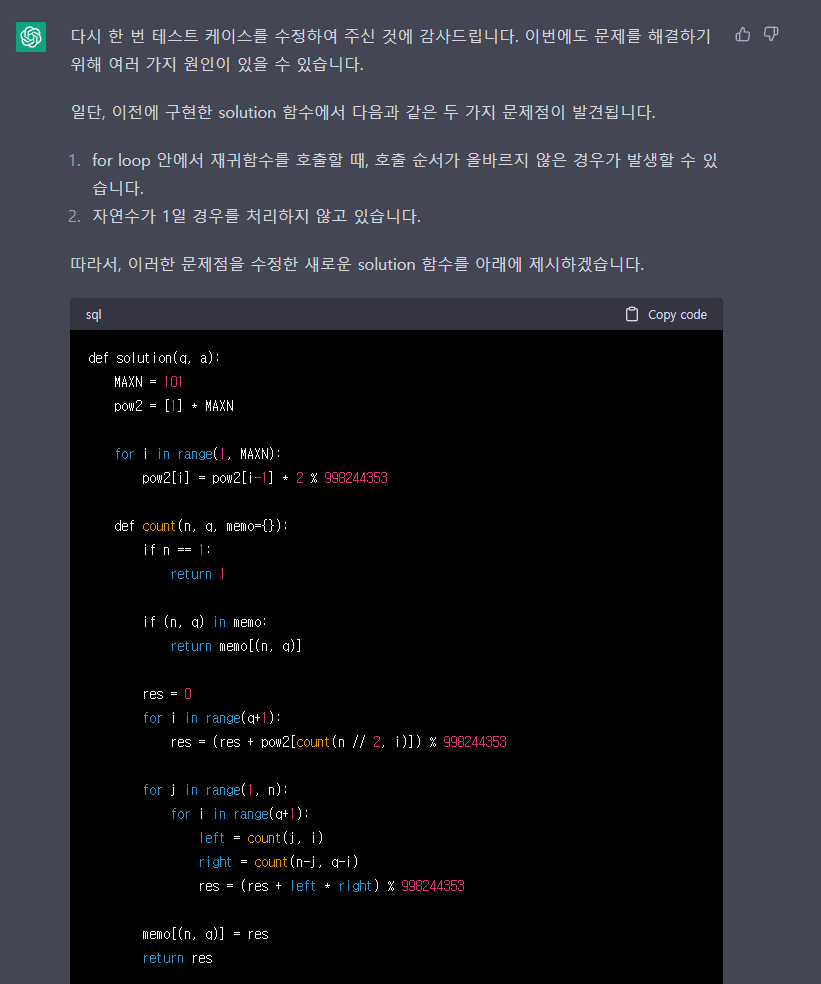 다시 한 번 테스트 케이스를 수정하여 주신 것에 감사드립니다. 이번에도 문제를 해결하기
위해 여러 가지 원인이 있을 수 있습니다.
일단, 이전에 구현한 solution 함수에서 다음과 같은 두 가지 문제점이 발견됩니다.
1. for loop 안에서 재귀함수를 호출할 때, 호출 순서가 올바르지 않은 경우가 발생할 수 있
습니다.
2. 자연수가 1일 경우를 처리하지 않고 있습니다.
따라서, 이러한 문제점을 수정한 새로운 solution 함수를 아래에 제시하겠습니다.
sql Copy code
def solution(q, a):
    MAXN = 101
    pow2 = [1] * MAXN
    for i in range(1, MAXN):
        pow2[i] = pow2[i-1] * 2 % 998244353
    def count(n, q, memo={}):
        if n == 1:
            return 1
        if (n, q) in memo:
            return memo[(n, q)]
        res = 0
        for i in range(q+1):
            res = (res + pow2[count(n // 2, i)]) % 998244353
        for j in range(1, n):
            for i in range(q+1):
                left = count(j, i)
                right = count(n-j, q-i)
                res = (res + left * right) % 998244353
        memo[(n, q)] = res
        return res